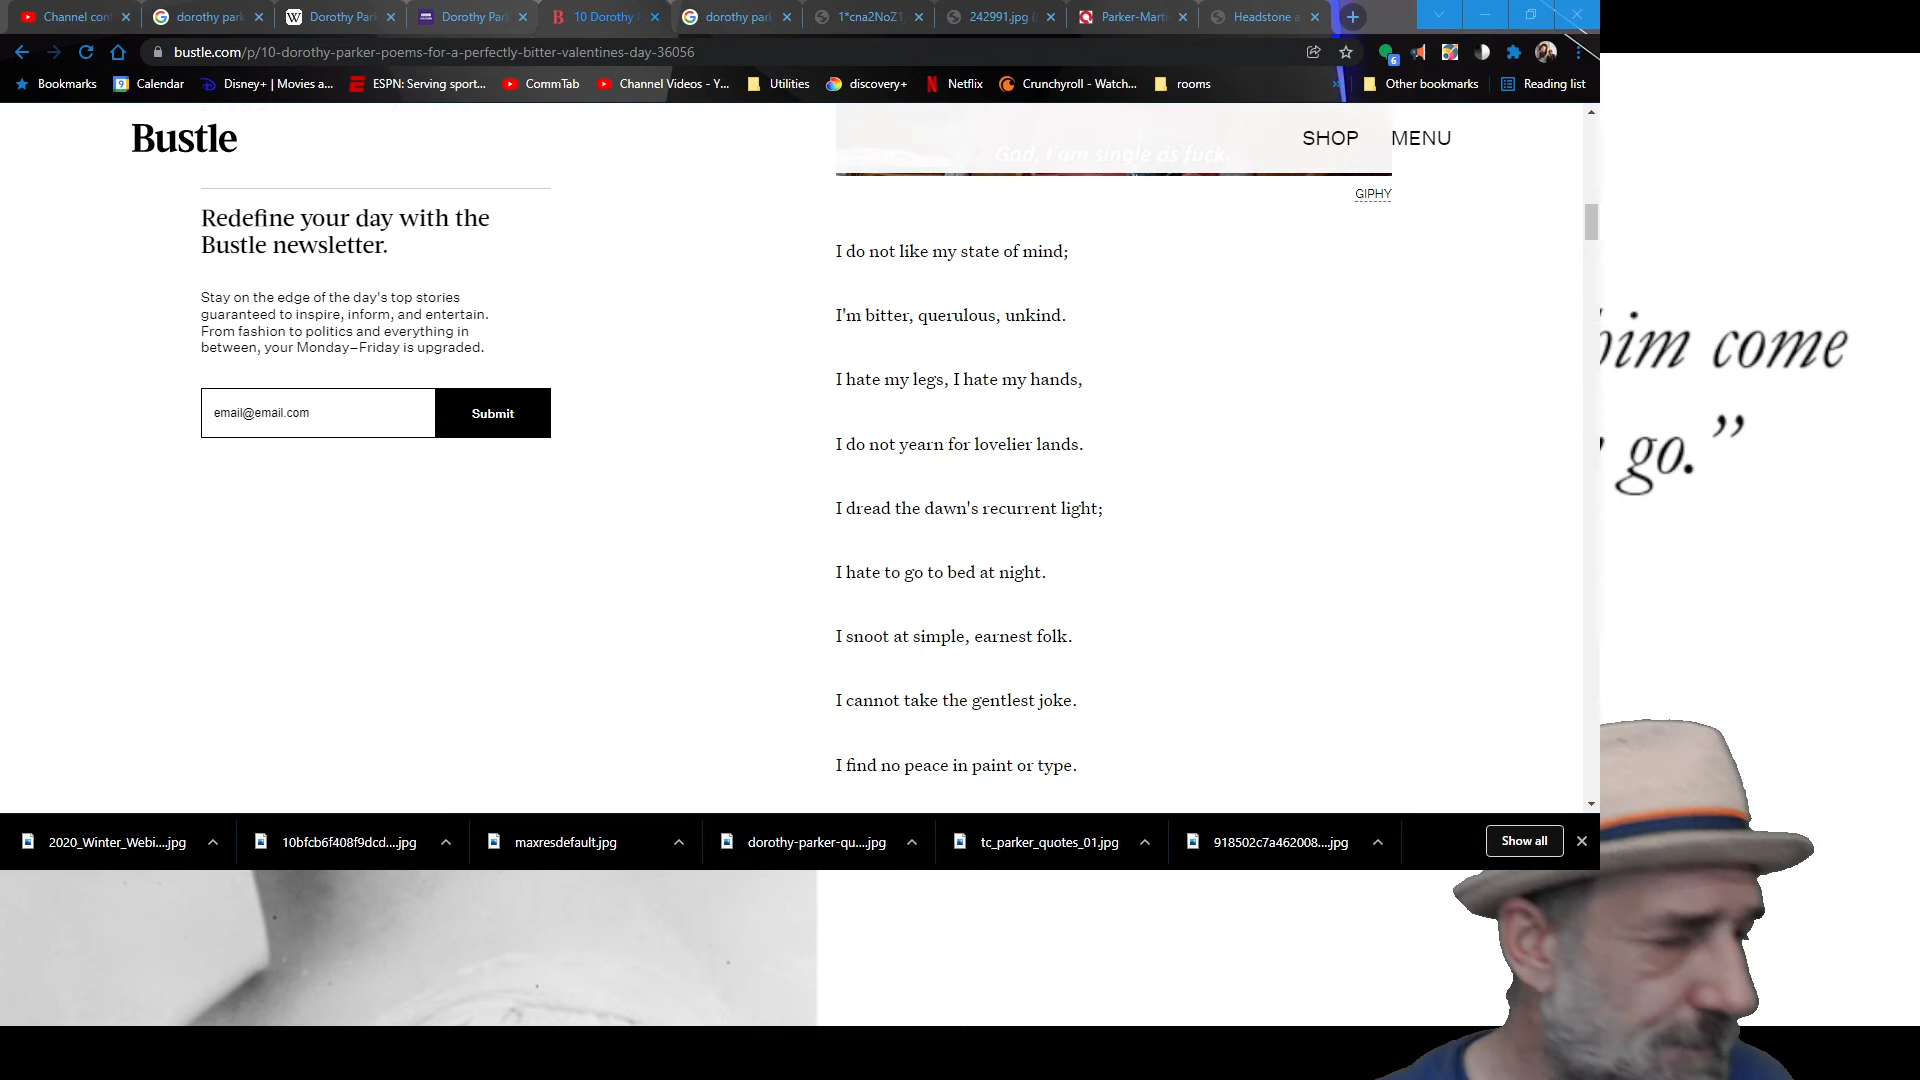 Channel con
dorothy park
Dorothy Park
Dorothy Park
10 Dorothy P
dorothy park
1*cna2NoZ1
242991.jpg (
Parker-Marti
Headstone a
bustle.com/p/10-dorothy-parker-poems-for-a-perfectly-bitter-valentines-day-36056
6
Bookmarks
9 Calendar
Disney+ | Movies a...
ESPN: Serving sport...
CommTab
Channel Videos - Y...
Utilities
discovery+
Netflix
Crunchyroll - Watch...
rooms
»
Other bookmarks
Reading list
Bustle
God, I am single as fuck.
SHOP
MENU
GIPHY
Redefine your day with the
Bustle newsletter.
Stay on the edge of the day's top stories
guaranteed to inspire, inform, and entertain.
From fashion to politics and everything in
between, your Monday–Friday is upgraded.
email@email.com
Submit
I do not like my state of mind;
I'm bitter, querulous, unkind.
I hate my legs, I hate my hands,
I do not yearn for lovelier lands.
I dread the dawn's recurrent light;
I hate to go to bed at night.
I snoot at simple, earnest folk.
I cannot take the gentlest joke.
I find no peace in paint or type.
him come
go.”
2020_Winter_Webi....jpg
10bfcb6f408f9dcd....jpg
maxresdefault.jpg
dorothy-parker-qu....jpg
tc_parker_quotes_01.jpg
918502c7a462008....jpg
Show all